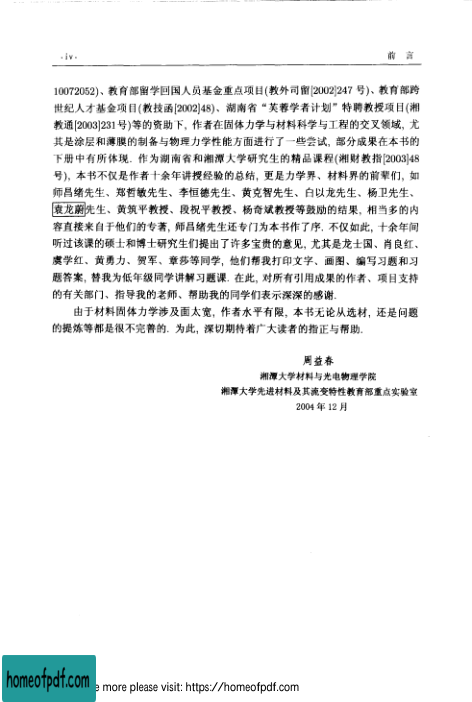 ·iv·
前 言
10072052)、教育部留学回国人员基金重点项目(教外司留[2002]247 号)、教育部跨
世纪人才基金项目(教技函[2002]48)、湖南省“芙蓉学者计划”特聘教授项目(湘
教通[2003]231号)等的资助下, 作者在固体力学与材料科学与工程的交叉领域, 尤
其是涂层和薄膜的制备与物理力学性能方面进行了一些尝试, 部分成果在本书的
下册中有所体现. 作为湖南省和湘潭大学研究生的精品课程(湘财教指[2003]48
号), 本书不仅是作者十余年讲授经验的总结, 更是力学界、材料界的前辈们, 如
师昌绪先生、郑哲敏先生、李恒德先生、黄克智先生、白以龙先生、杨卫先生、
袁龙蔚先生、黄筑平教授、段祝平教授、杨奇斌教授等鼓励的结果, 相当多的内
容直接来自于他们的专著, 师昌绪先生还专门为本书作了序. 不仅如此, 十余年间
听过该课的硕士和博士研究生们提出了许多宝贵的意见, 尤其是龙士国、肖良红、
虞学红、黄勇力、贺军、章莎等同学, 他们帮我打印文字、画图、编写习题和习
题答案, 替我为低年级同学讲解习题课. 在此, 对所有引用成果的作者、项目支持
的有关部门、指导我的老师、帮助我的同学们表示深深的感谢.
由于材料固体力学涉及面太宽, 作者水平有限, 本书无论从选材, 还是问题
的提炼等都是很不完善的. 为此, 深切期待着广大读者的指正与帮助.
周益春
湘潭大学材料与光电物理学院
湘潭大学先进材料及其流变特性教育部重点实验室
2004 年 12 月
homeofpdf.com
e more please visit: https://homeofpdf.com